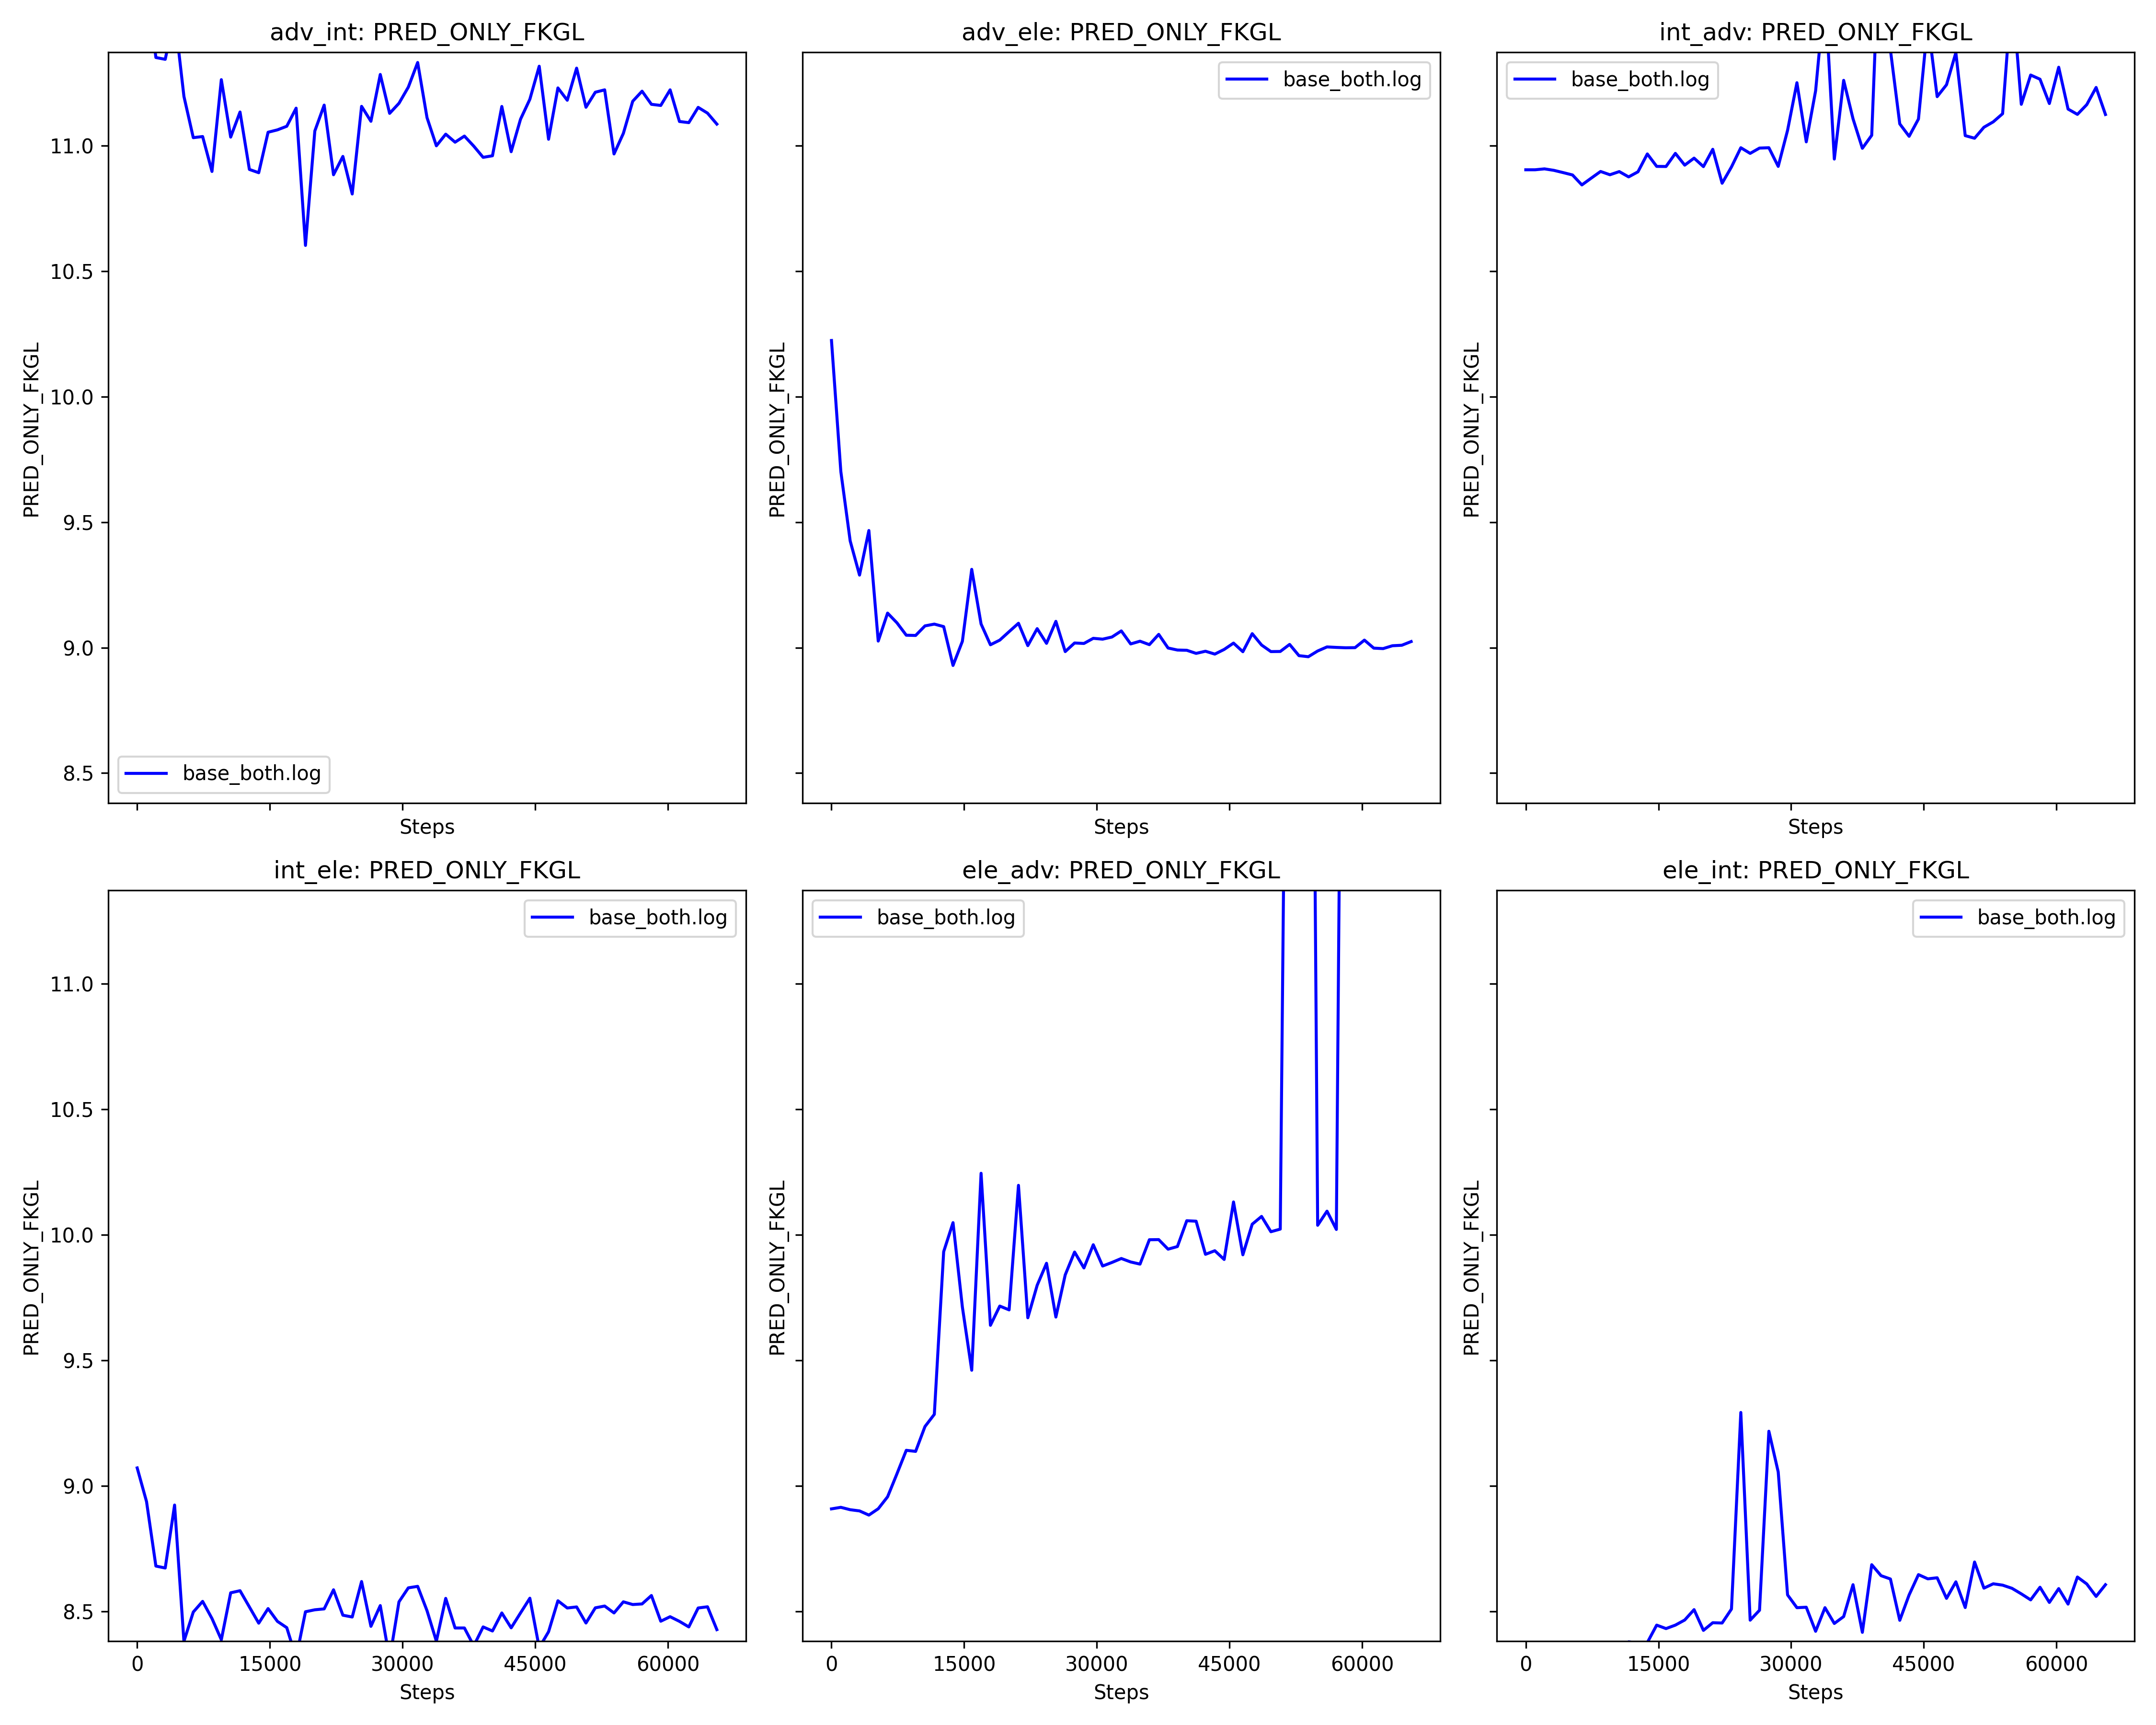 adv_int: PRED_ONLY_FKGL
PRED_ONLY_FKGL
11.0
10.5
10.0
9.5
9.0
8.5
base_both.log
Steps
adv_ele: PRED_ONLY_FKGL
PRED_ONLY_FKGL
base_both.log
Steps
int_adv: PRED_ONLY_FKGL
PRED_ONLY_FKGL
base_both.log
Steps
int_ele: PRED_ONLY_FKGL
PRED_ONLY_FKGL
base_both.log
11.0
10.5
10.0
9.5
9.0
8.5
0 15000 30000 45000 60000
Steps
ele_adv: PRED_ONLY_FKGL
PRED_ONLY_FKGL
base_both.log
0 15000 30000 45000 60000
Steps
ele_int: PRED_ONLY_FKGL
PRED_ONLY_FKGL
base_both.log
0 15000 30000 45000 60000
Steps